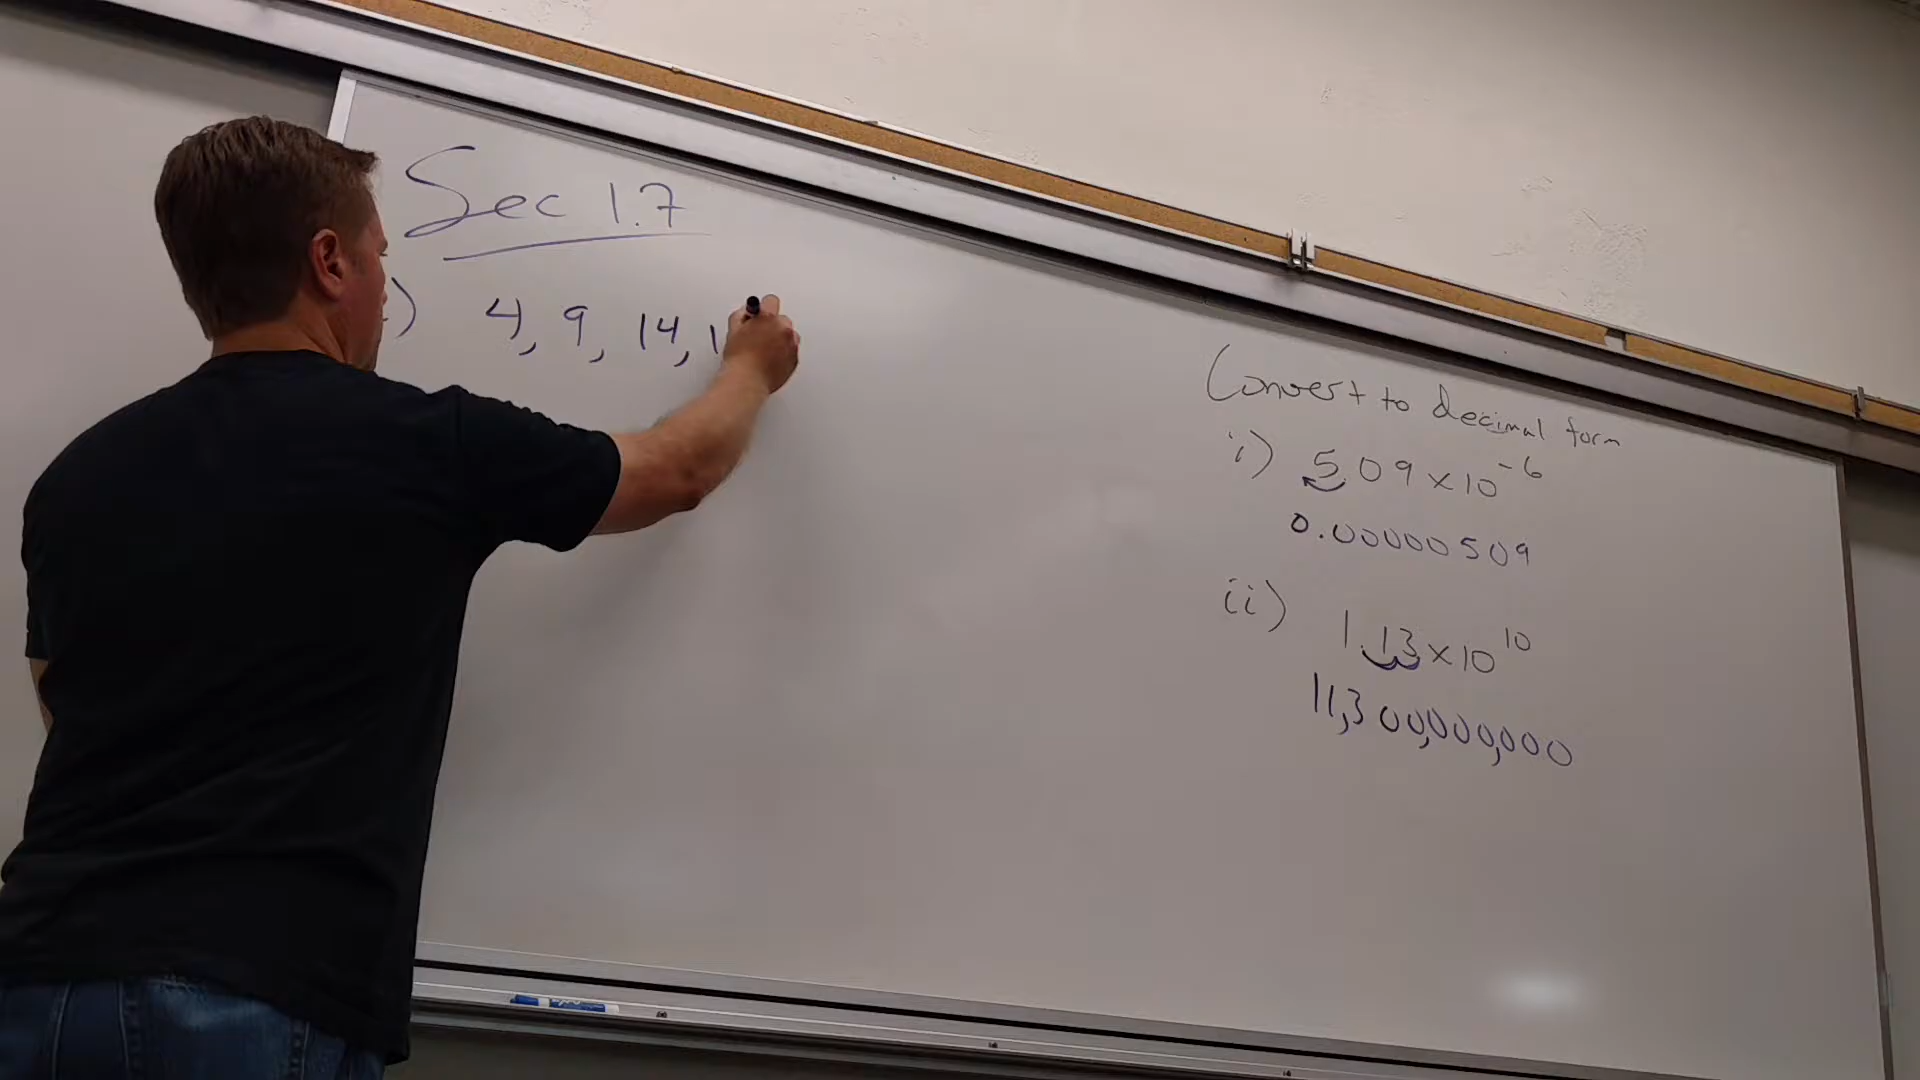 Sec 1.7
) 4, 9, 14, 1
Convert to decimal form
i) 5.09 x 10^-6
0.00000509
ii) 1.13 x 10^10
11,300,000,000